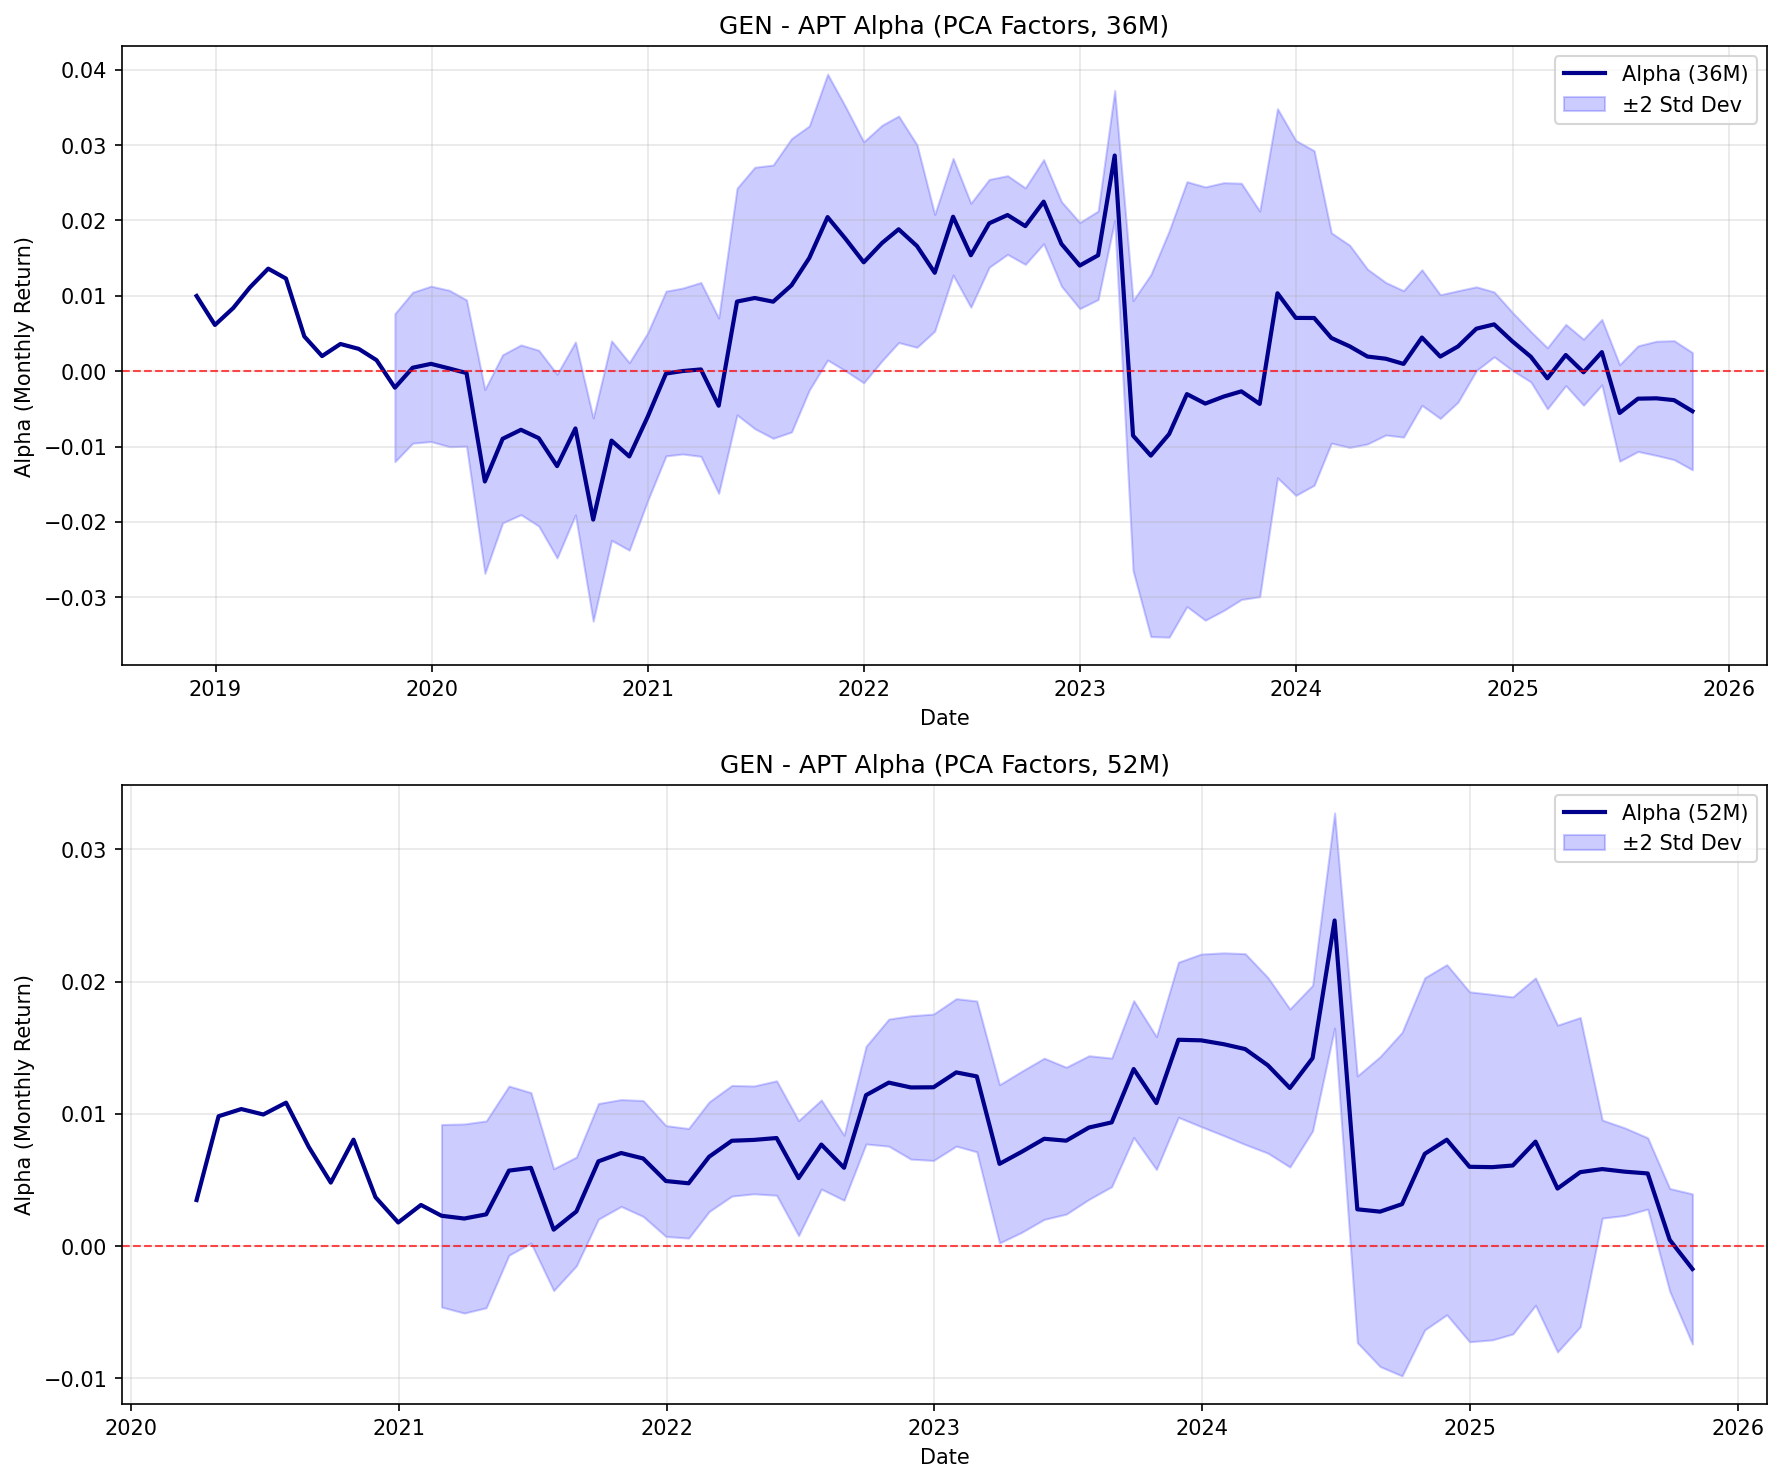 GEN - APT Alpha (PCA Factors, 36M)
Alpha (36M)
±2 Std Dev
Alpha (Monthly Return)
0.04
0.03
0.02
0.01
0.00
−0.01
−0.02
−0.03
2019 2020 2021 2022 2023 2024 2025 2026
Date
GEN - APT Alpha (PCA Factors, 52M)
Alpha (52M)
±2 Std Dev
Alpha (Monthly Return)
0.03
0.02
0.01
0.00
−0.01
2020 2021 2022 2023 2024 2025 2026
Date